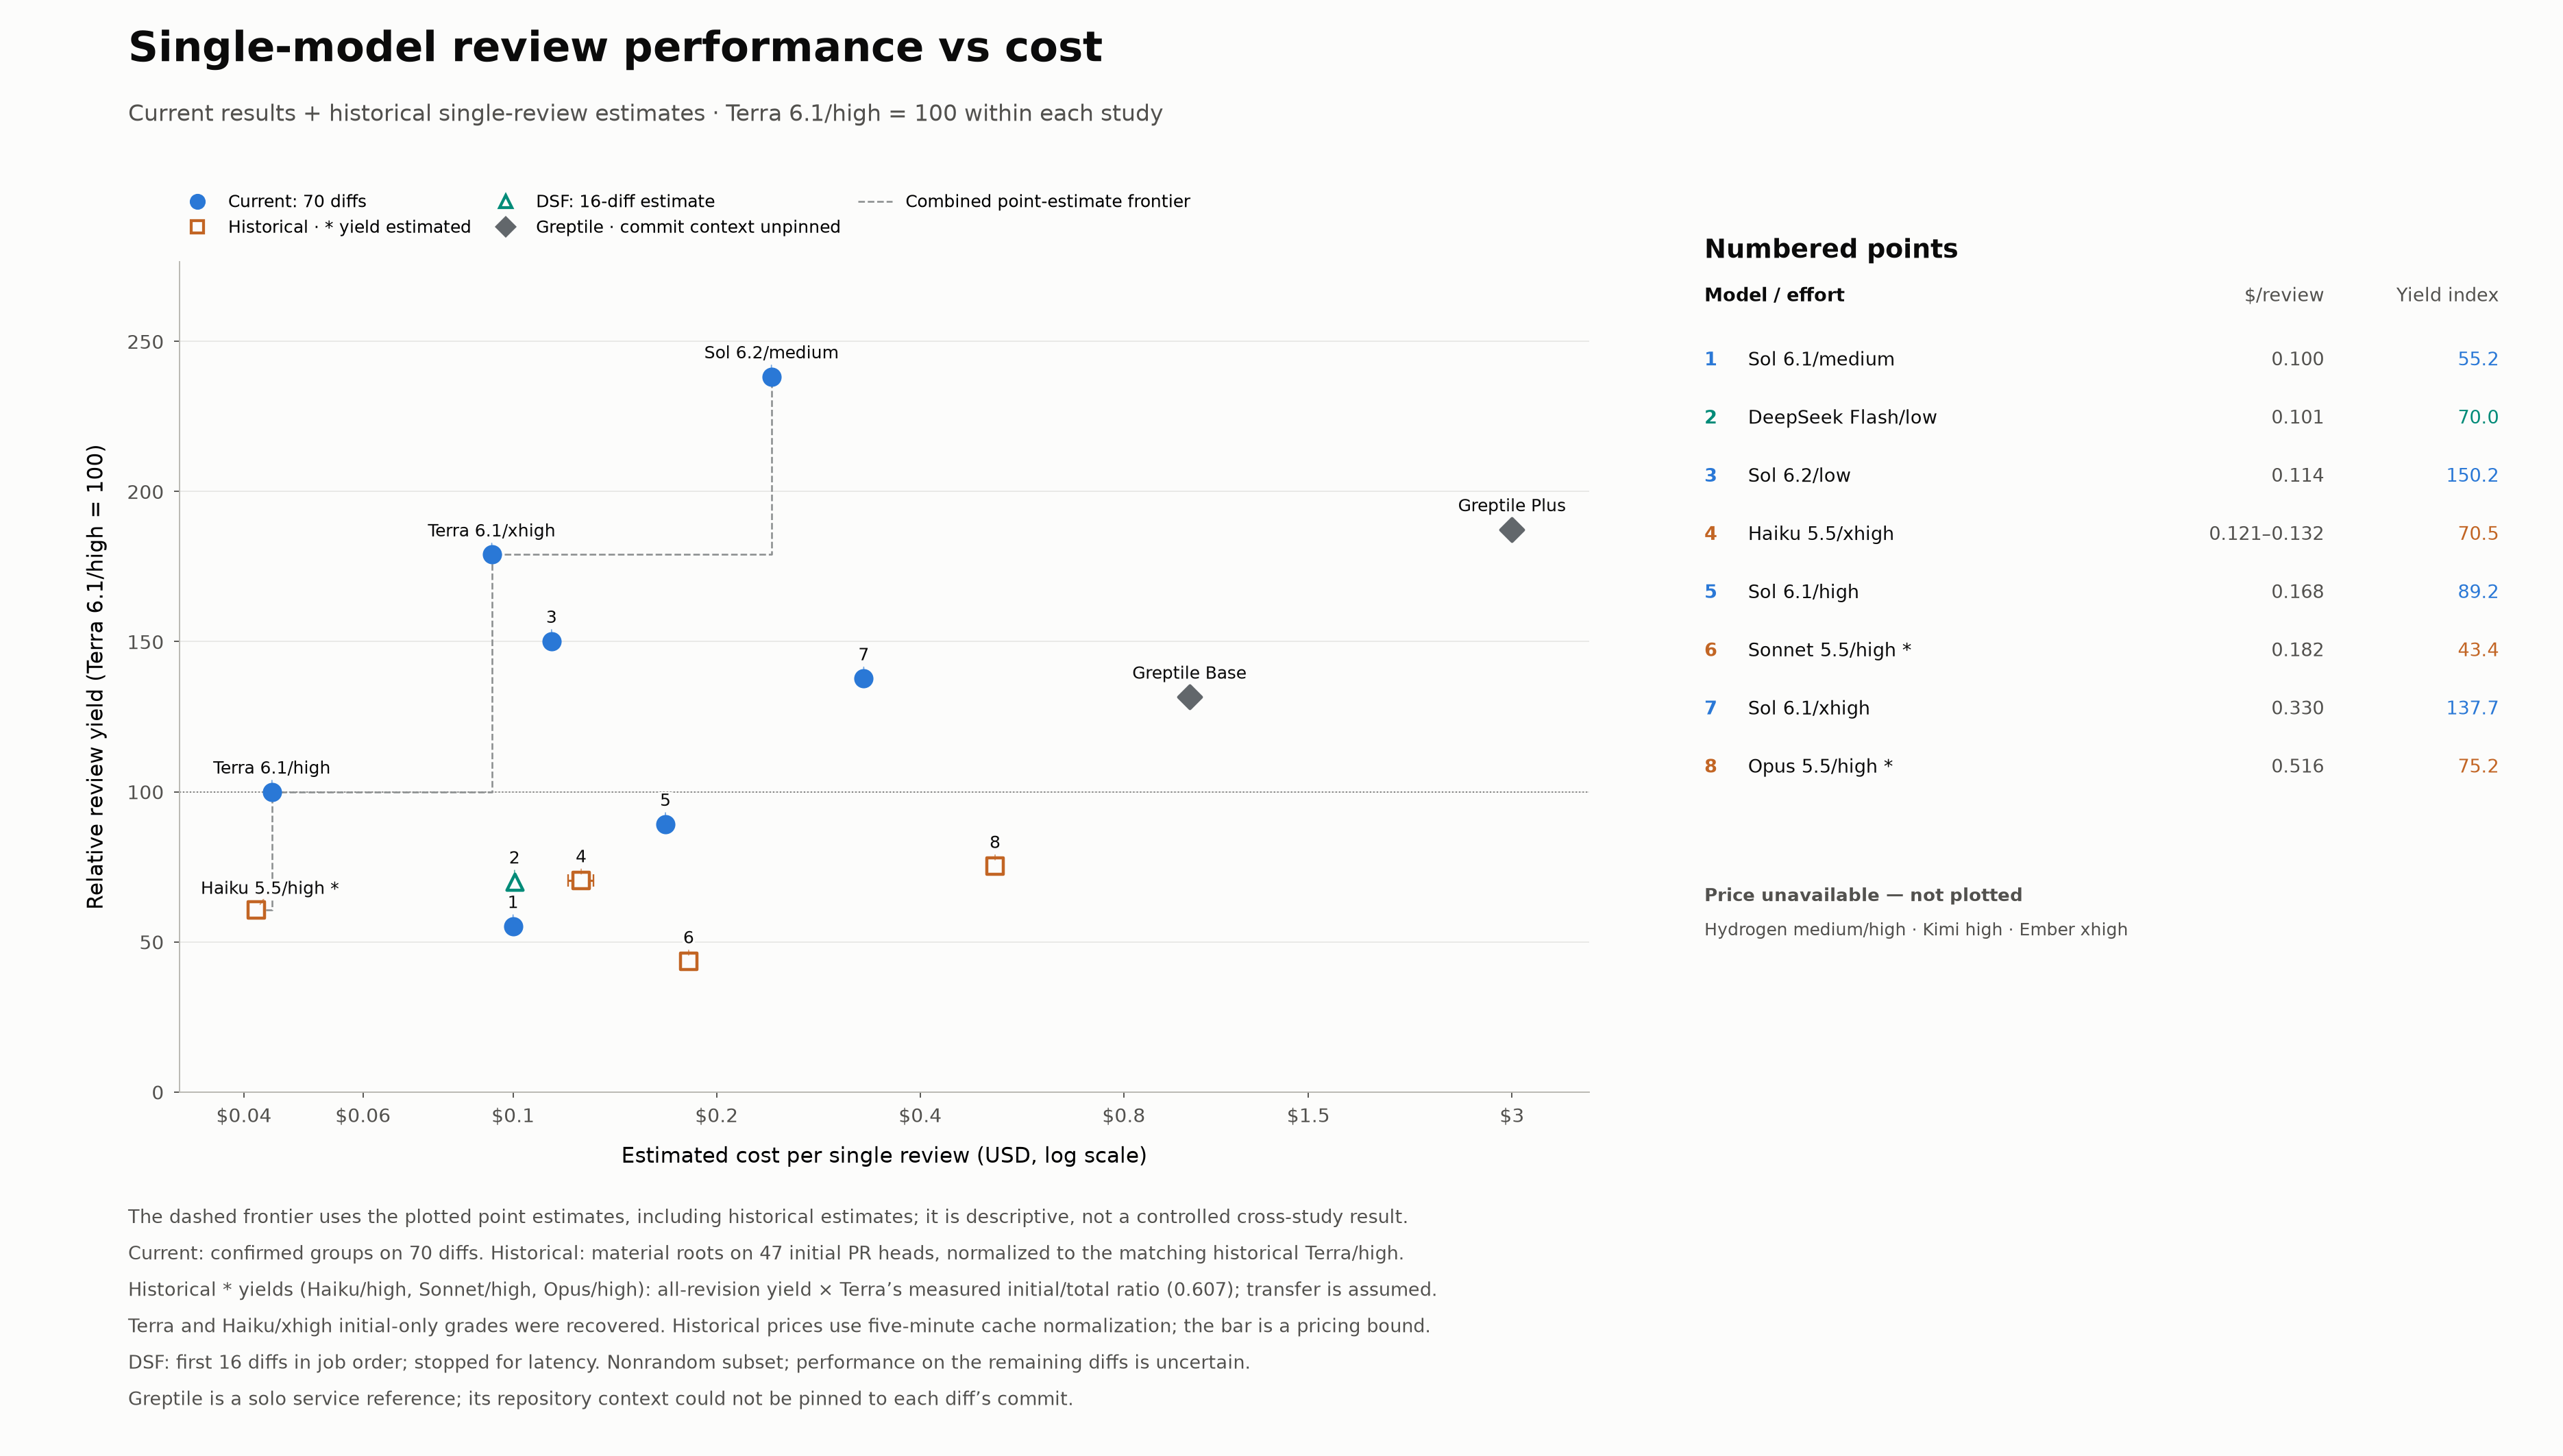 Single-model review performance vs cost
Current results + historical single-review estimates · Terra 6.1/high = 100 within each study
Current: 70 diffs
Historical · * yield estimated
DSF: 16-diff estimate
Greptile · commit context unpinned
Combined point-estimate frontier
Relative review yield (Terra 6.1/high = 100)
250
200
150
100
50
0
Sol 6.2/medium
Greptile Plus
Terra 6.1/xhigh
3
7
Greptile Base
Terra 6.1/high
5
8
2
4
Haiku 5.5/high *
1
6
$0.04
$0.06
$0.1
$0.2
$0.4
$0.8
$1.5
$3
Estimated cost per single review (USD, log scale)
Numbered points
Model / effort $/review Yield index
1 Sol 6.1/medium 0.100 55.2
2 DeepSeek Flash/low 0.101 70.0
3 Sol 6.2/low 0.114 150.2
4 Haiku 5.5/xhigh 0.121–0.132 70.5
5 Sol 6.1/high 0.168 89.2
6 Sonnet 5.5/high * 0.182 43.4
7 Sol 6.1/xhigh 0.330 137.7
8 Opus 5.5/high * 0.516 75.2
Price unavailable — not plotted
Hydrogen medium/high · Kimi high · Ember xhigh
The dashed frontier uses the plotted point estimates, including historical estimates; it is descriptive, not a controlled cross-study result.
Current: confirmed groups on 70 diffs. Historical: material roots on 47 initial PR heads, normalized to the matching historical Terra/high.
Historical * yields (Haiku/high, Sonnet/high, Opus/high): all-revision yield × Terra’s measured initial/total ratio (0.607); transfer is assumed.
Terra and Haiku/xhigh initial-only grades were recovered. Historical prices use five-minute cache normalization; the bar is a pricing bound.
DSF: first 16 diffs in job order; stopped for latency. Nonrandom subset; performance on the remaining diffs is uncertain.
Greptile is a solo service reference; its repository context could not be pinned to each diff’s commit.